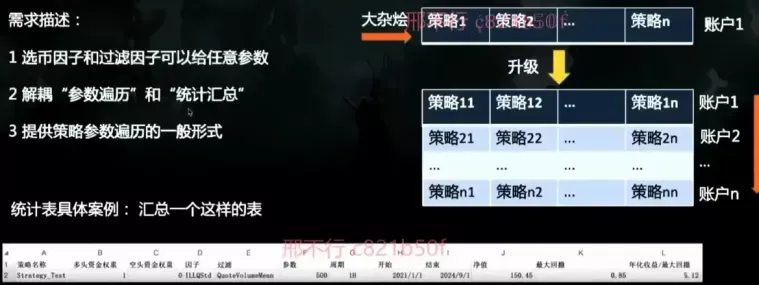 需求描述：
1 选币因子和过滤因子可以给任意参数
2 解耦“参数遍历”和“统计汇总”
3 提供策略参数遍历的一般形式
统计表具体案例： 汇总一个这样的表
大杂烩 策略1 策略2 ... 策略n 账户1
升级
策略11 策略12 ... 策略1n 账户1
策略21 策略22 ... 策略2n 账户2
... ... ... ...
策略n1 策略n2 策略nn 账户n
邢不行 c821b50f
邢不行 c821b50f
A B C D E F G H I J K L
1 策略名称 多头资金权重 空头资金权重 因子 过滤 参数 周期 开始 结束 净值 最大回撤 年化收益/最大回撤
2 Strategy_Test 1 0 ILLQStd QuoteVolumeMean 500 1H 2021/1/1 2024/9/1 150.45 0.85 5.12